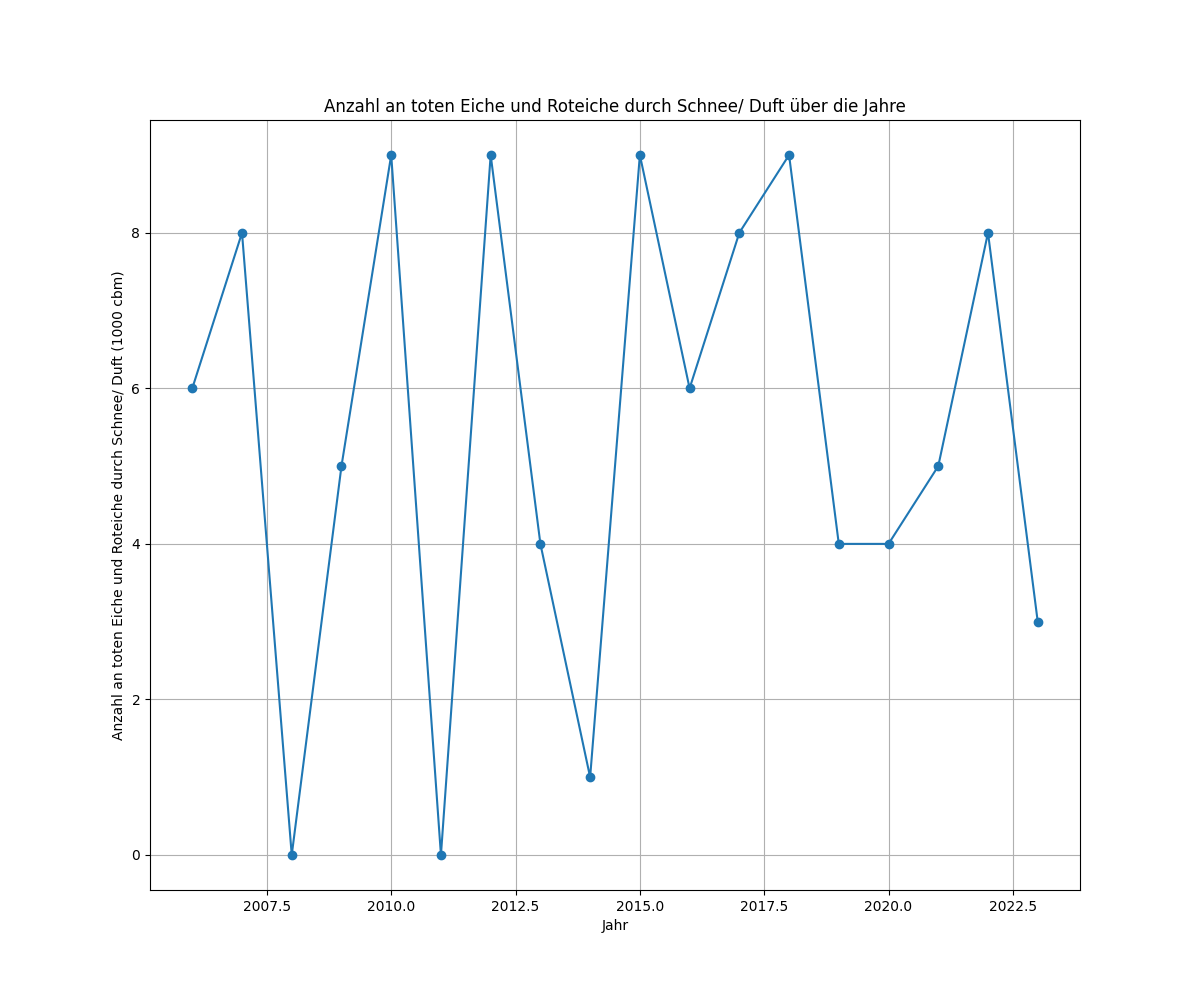 Anzahl an toten Eiche und Roteiche durch Schnee/ Duft über die Jahre
Anzahl an toten Eiche und Roteiche durch Schnee/ Duft (1000 cbm)
8
6
4
2
0
2007.5 2010.0 2012.5 2015.0 2017.5 2020.0 2022.5
Jahr